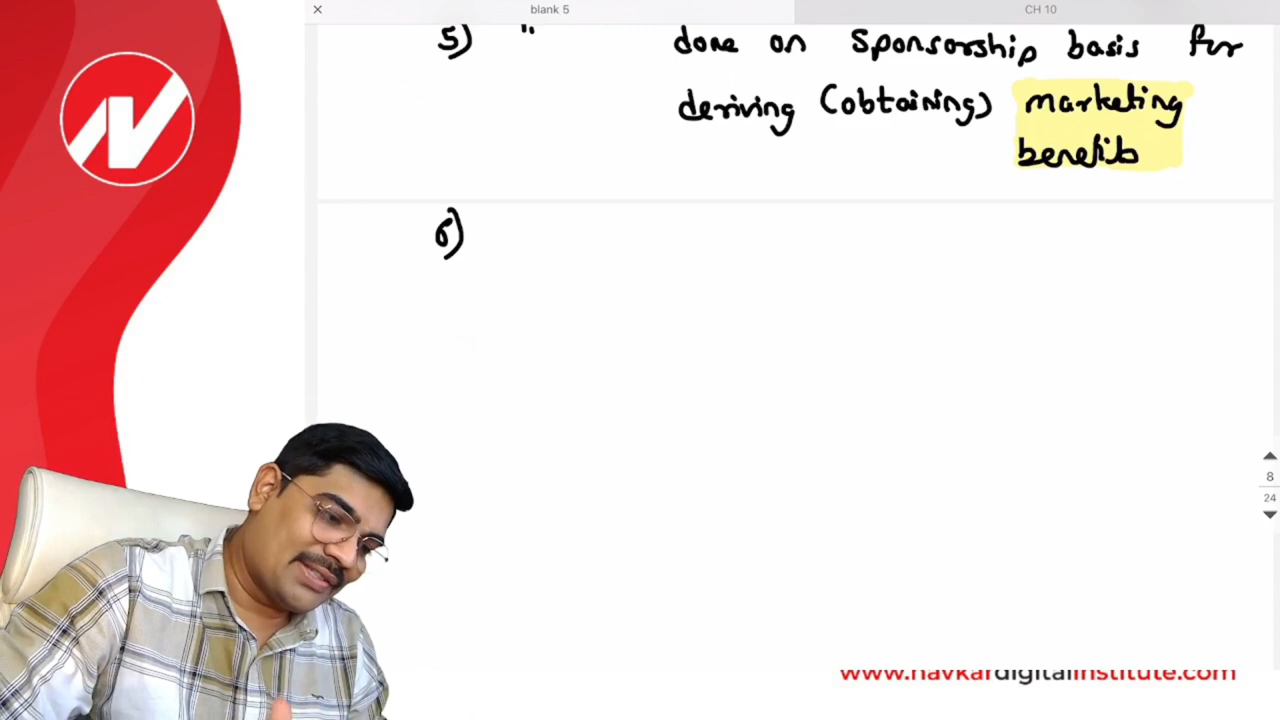 blank 5
CH 10
5) " done on Sponsorship basis for
deriving (obtaining) marketing
benefits
6)
8
24
www.navkardigitalinstitute.com